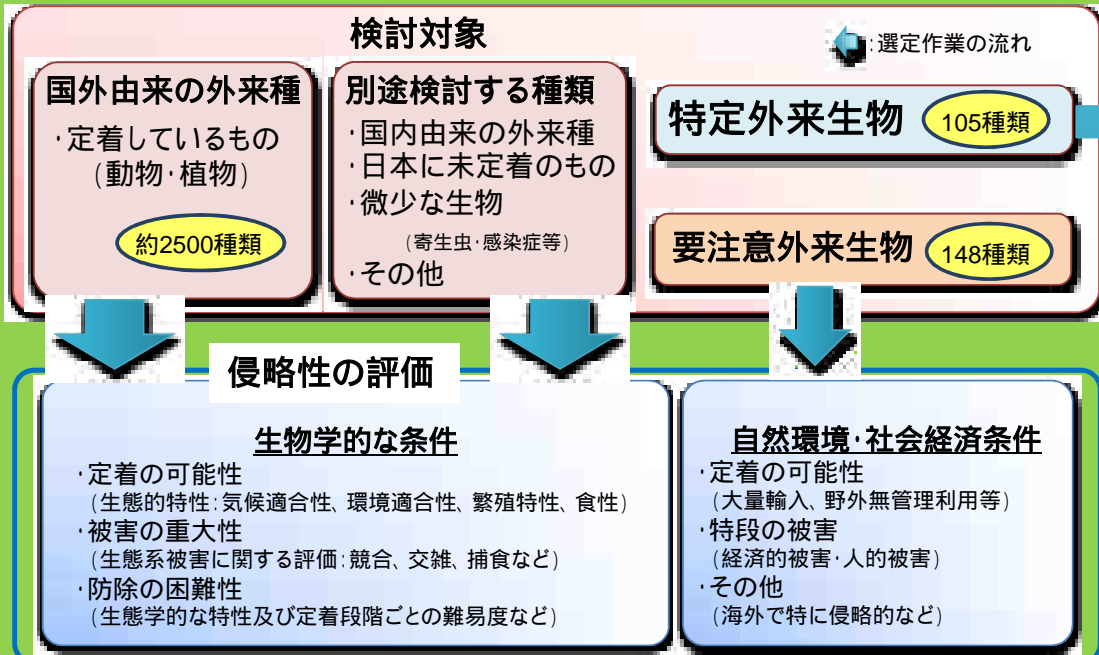 検討対象
:選定作業の流れ
国外由来の外来種
・定着しているもの
(動物・植物)
約2500種類
別途検討する種類
・国内由来の外来種
・日本に未定着のもの
・微少な生物
(寄生虫・感染症等)
・その他
特定外来生物
105種類
要注意外来生物
148種類
侵略性の評価
生物学的な条件
・定着の可能性
(生態的特性:気候適合性、環境適合性、繁殖特性、食性)
・被害の重大性
(生態系被害に関する評価:競合、交雑、捕食など)
・防除の困難性
(生態学的な特性及び定着段階ごとの難易度など)
自然環境・社会経済条件
・定着の可能性
(大量輸入、野外無管理利用等)
・特段の被害
(経済的被害・人的被害)
・その他
(海外で特に侵略的など)